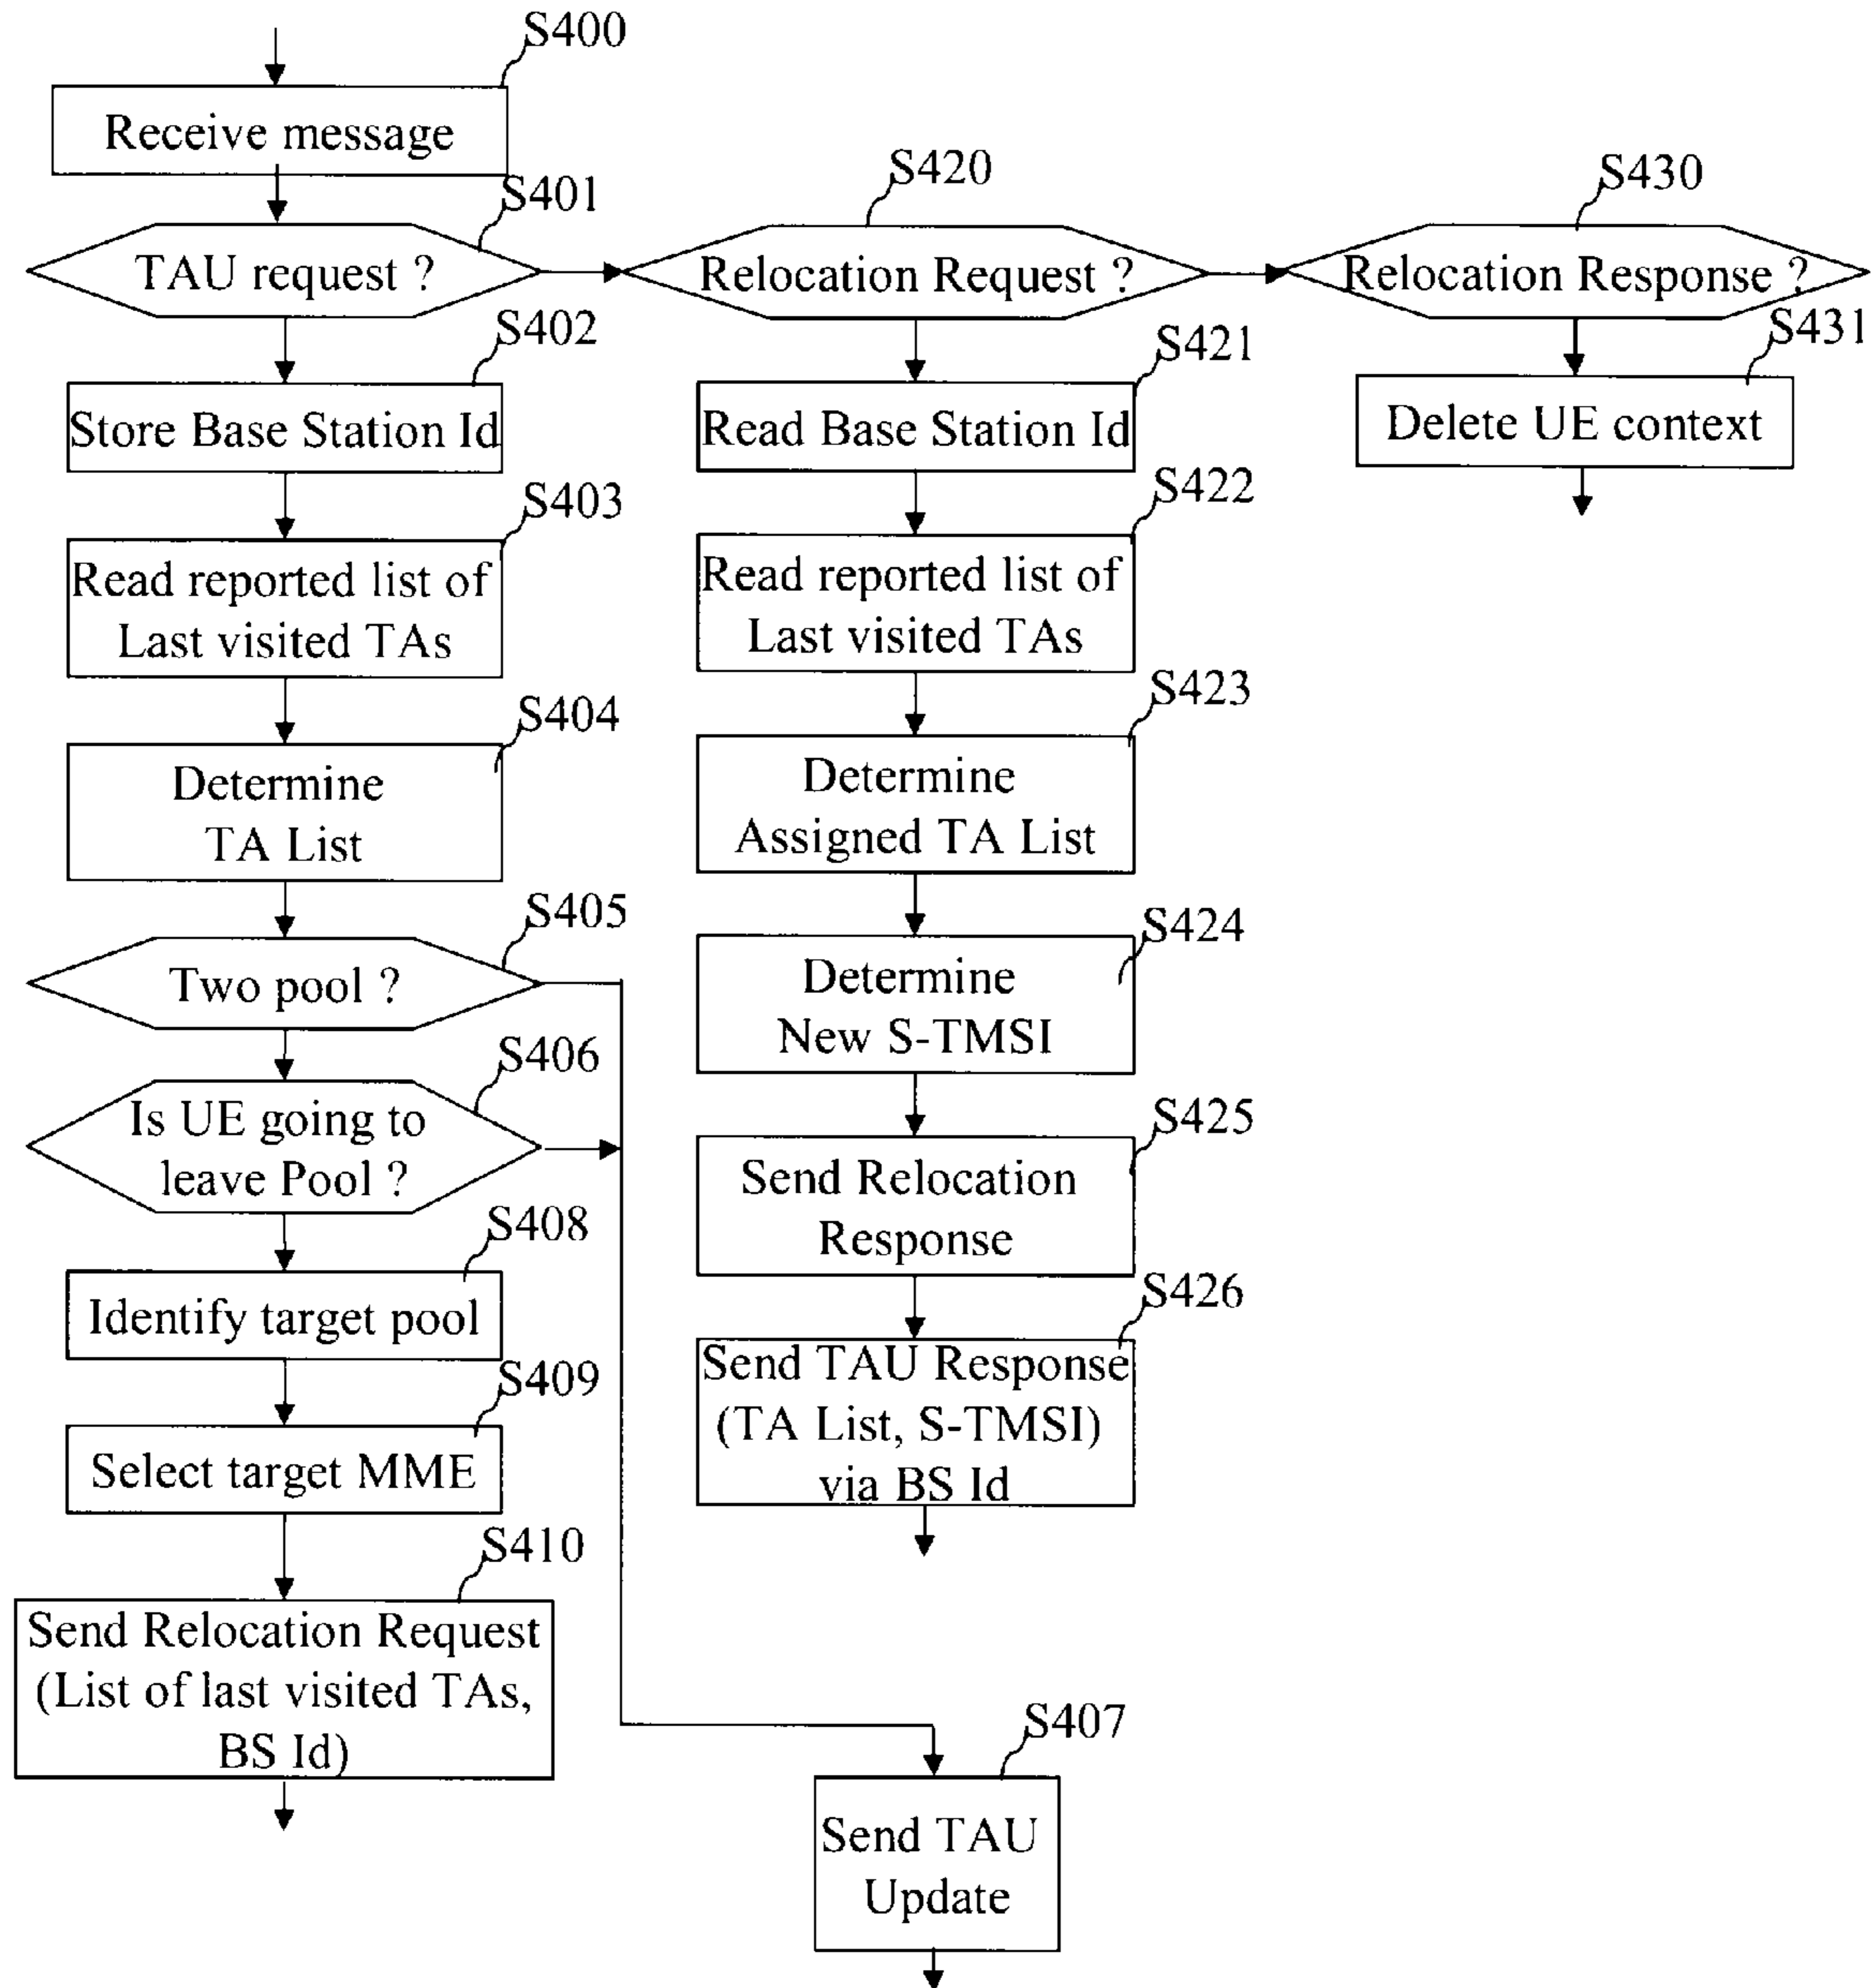 S400
Receive message
S401
TAU request ?
S402
Store Base Station Id
S403
Read reported list of
Last visited TAs
S404
Determine
TA List
S405
Two pool ?
S406
Is UE going to
leave Pool ?
S408
Identify target pool
S409
Select target MME
S410
Send Relocation Request
(List of last visited TAs,
BS Id)
S420
Relocation Request ?
S421
Read Base Station Id
S422
Read reported list of
Last visited TAs
S423
Determine
Assigned TA List
S424
Determine
New S-TMSI
S425
Send Relocation
Response
S426
Send TAU Response
(TA List, S-TMSI)
via BS Id
S407
Send TAU
Update
S430
Relocation Response ?
S431
Delete UE context